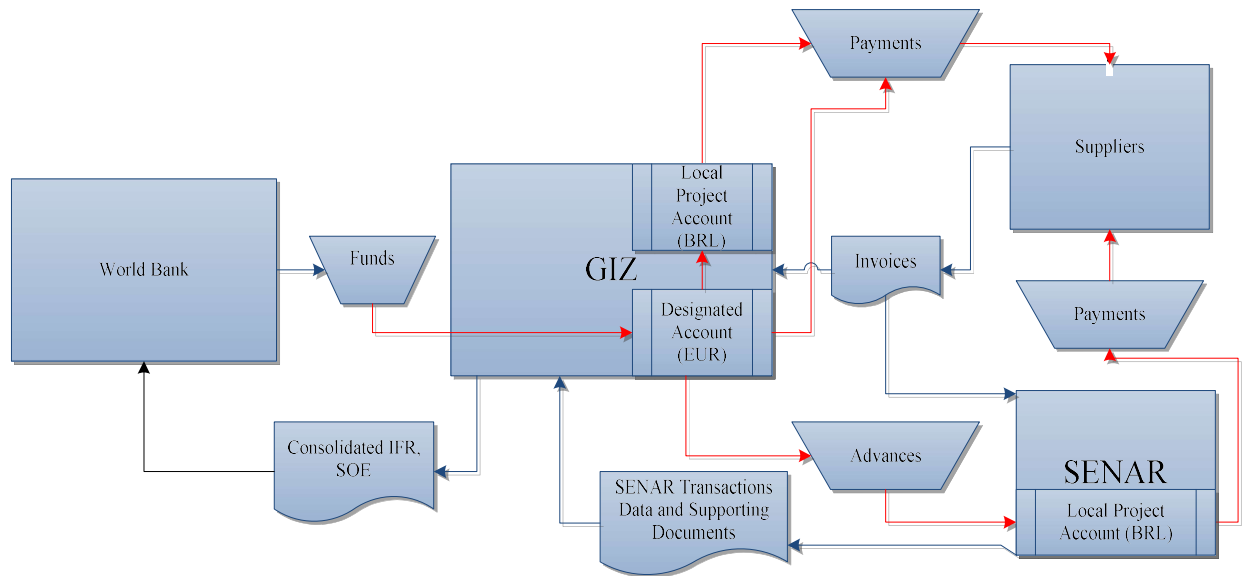 Payments
Suppliers
Local
Project
Account
(BRL)
World Bank
Funds
GIZ
Invoices
Designated
Account
(EUR)
Payments
Consolidated IFR,
SOE
Advances
SENAR
SENAR Transactions
Data and Supporting
Documents
Local Project
Account (BRL)